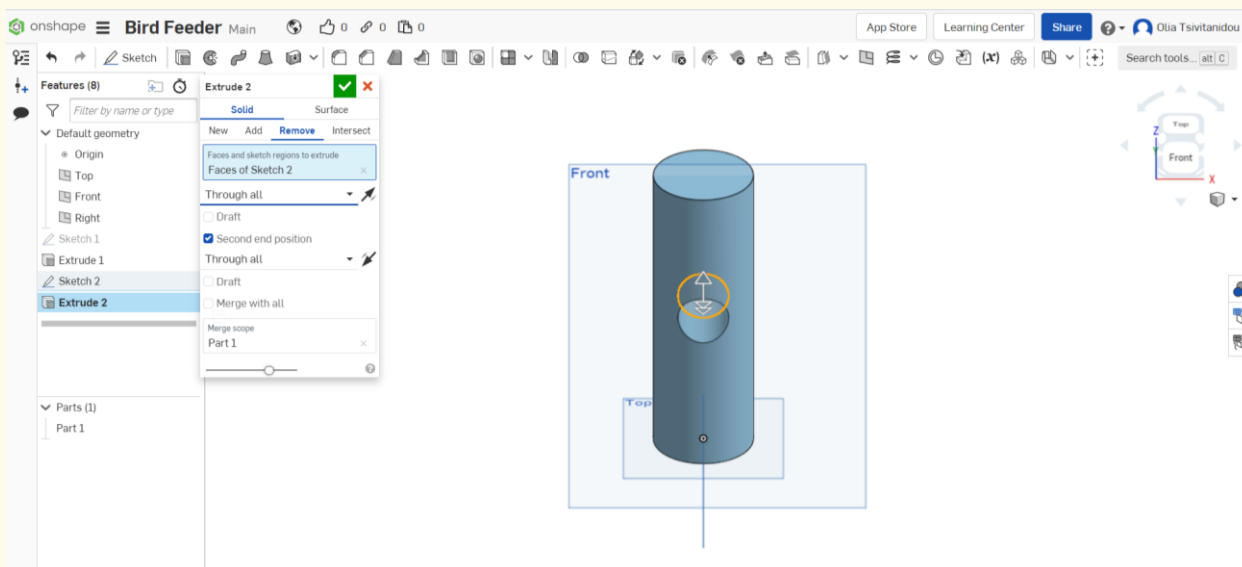 onshape Bird Feeder Main 0 0 0 App Store Learning Center Share Olia Tsivitanidou
Sketch Search tools... alt C
Features (8)
Filter by name or type
Default geometry
Origin
Top
Front
Right
Sketch 1
Extrude 1
Sketch 2
Extrude 2
Parts (1)
Part 1
Extrude 2
Solid Surface
New Add Remove Intersect
Faces and sketch regions to extrude
Faces of Sketch 2
Through all
Draft
Second end position
Through all
Draft
Merge with all
Merge scope
Part 1
Front
Top
Top
Z
Y
Front
X